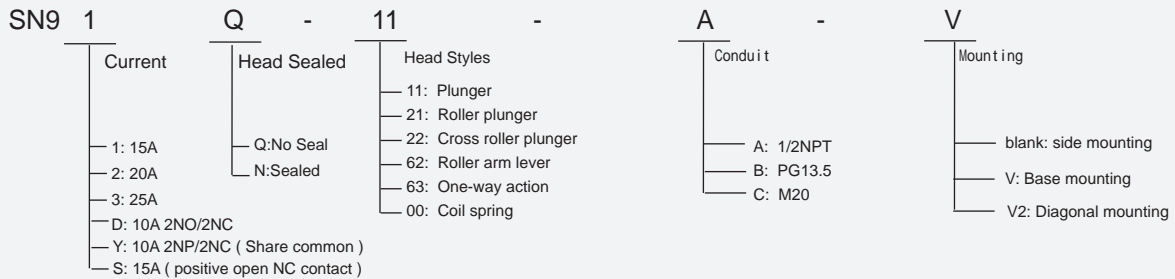 SN9 1 Q - 11 - A - V
Current
Head Sealed
Head Styles
Conduit
Mounting
1: 15A
2: 20A
3: 25A
D: 10A 2NO/2NC
Y: 10A 2NP/2NC ( Share common )
S: 15A ( positive open NC contact )
Q:No Seal
N:Sealed
11: Plunger
21: Roller plunger
22: Cross roller plunger
62: Roller arm lever
63: One-way action
00: Coil spring
A: 1/2NPT
B: PG13.5
C: M20
blank: side mounting
V: Base mounting
V2: Diagonal mounting